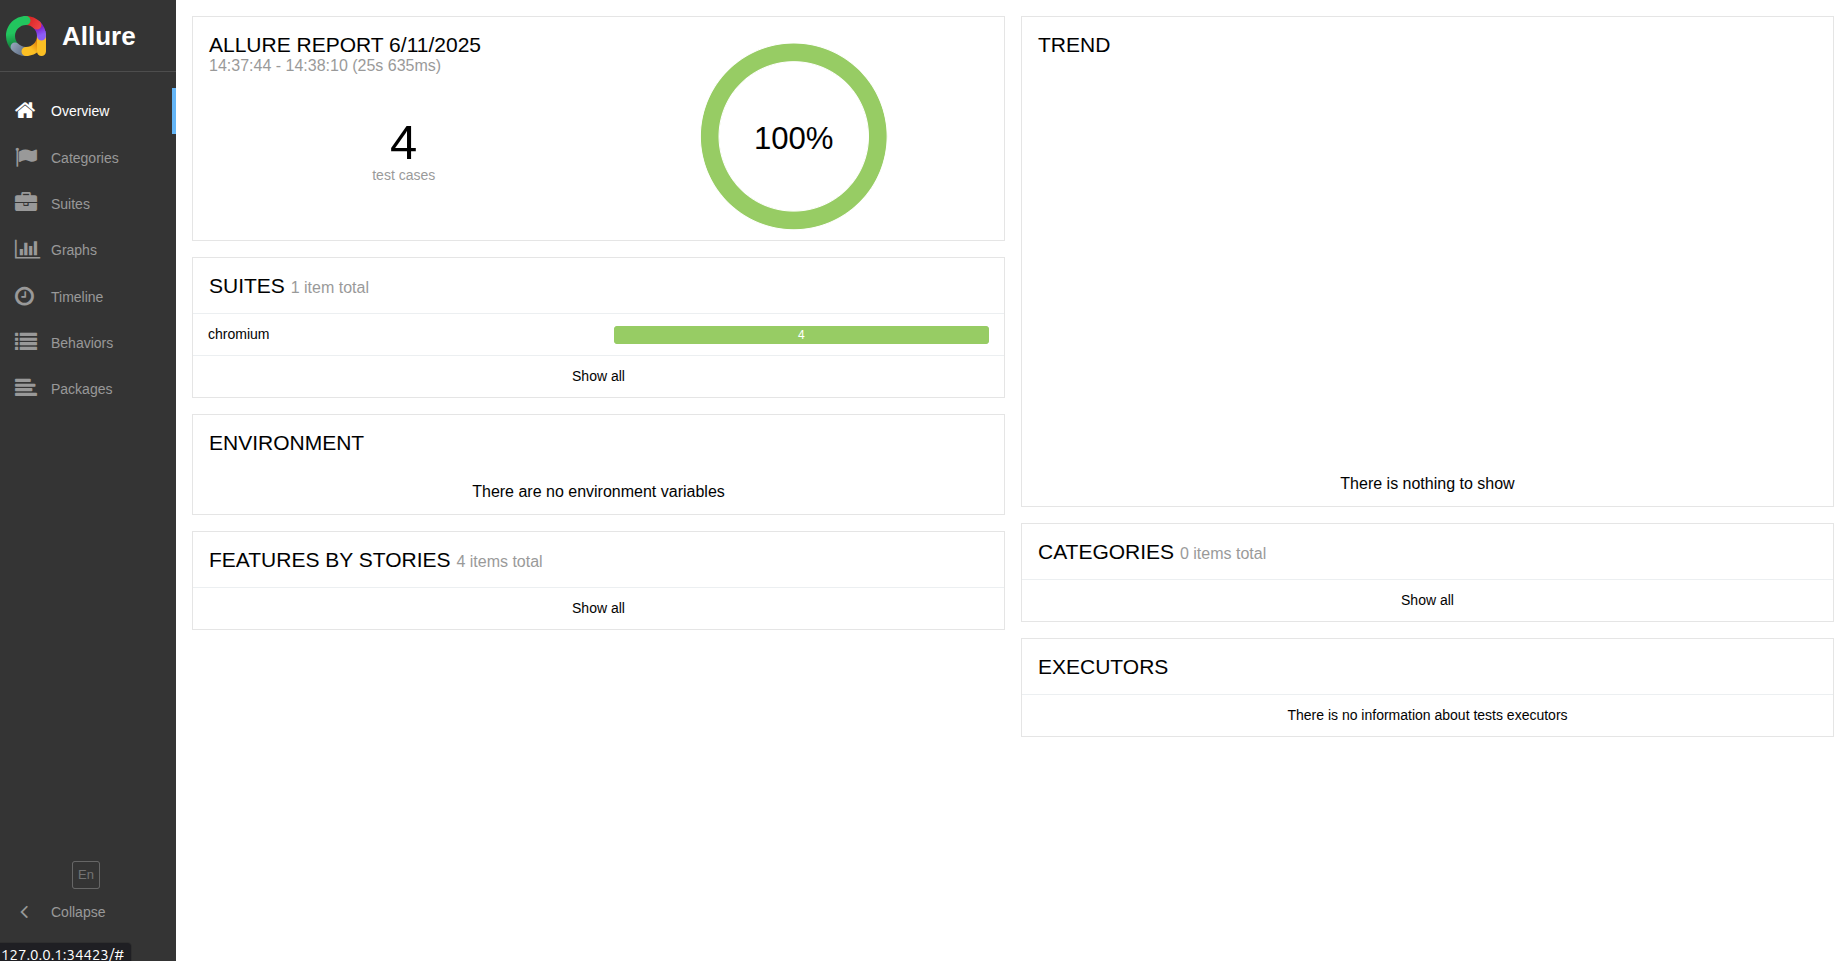 Allure
Overview
Categories
Suites
Graphs
Timeline
Behaviors
Packages
En
Collapse
127.0.0.1:34423/#
ALLURE REPORT 6/11/2025
14:37:44 - 14:38:10 (25s 635ms)
4
test cases
100%
SUITES 1 item total
chromium 4
Show all
ENVIRONMENT
There are no environment variables
FEATURES BY STORIES 4 items total
Show all
TREND
There is nothing to show
CATEGORIES 0 items total
Show all
EXECUTORS
There is no information about tests executors